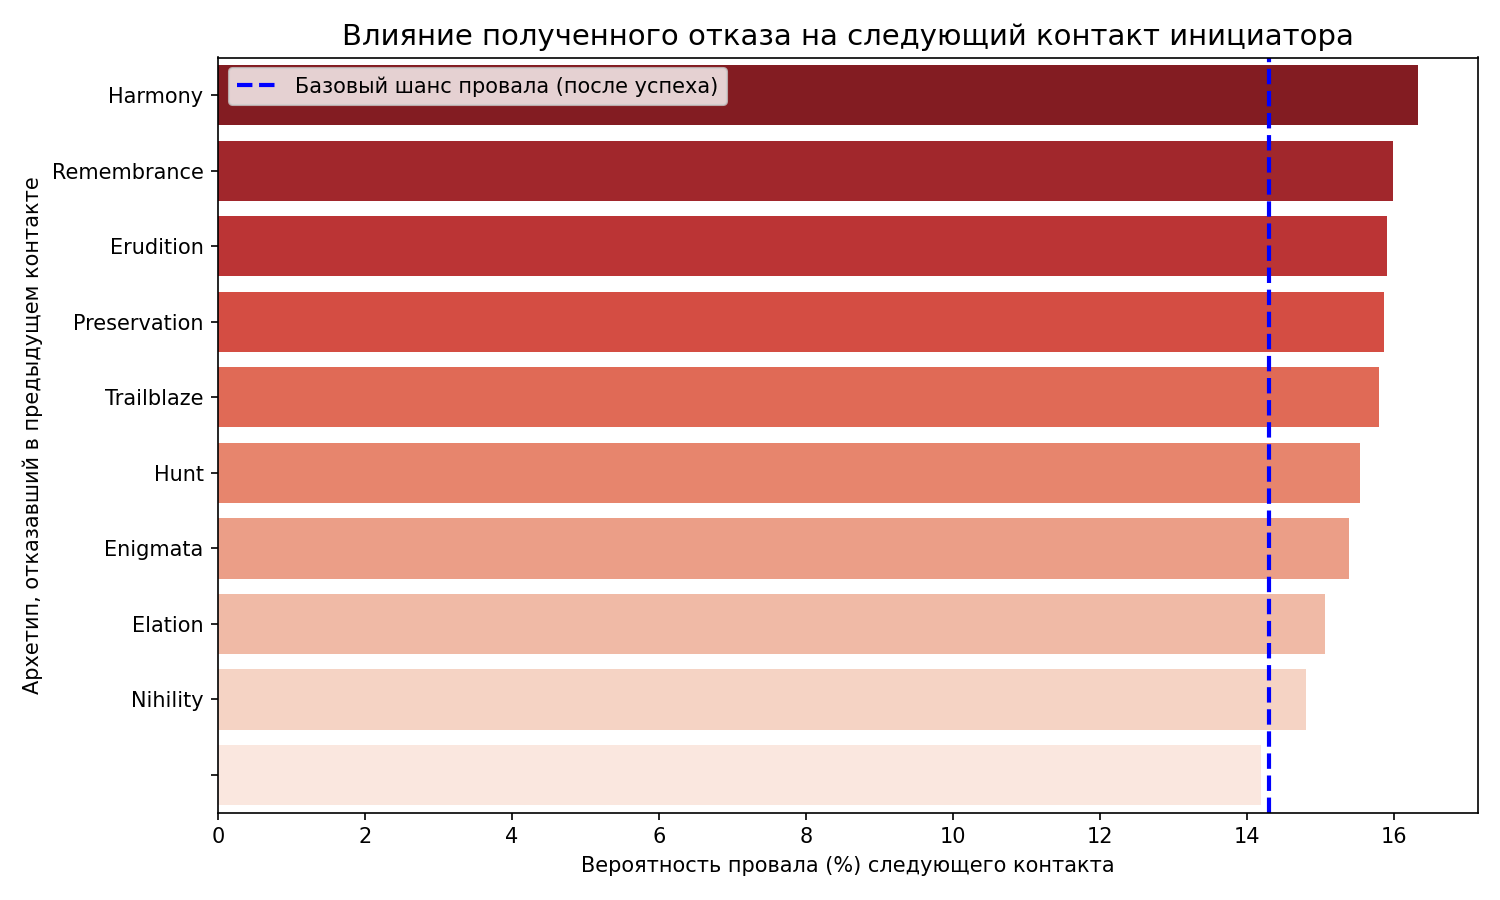 Влияние полученного отказа на следующий контакт инициатора
Базовый шанс провала (после успеха)
Архетип, отказавший в предыдущем контакте
Harmony
Remembrance
Erudition
Preservation
Trailblaze
Hunt
Enigmata
Elation
Nihility
0 2 4 6 8 10 12 14 16
Вероятность провала (%) следующего контакта